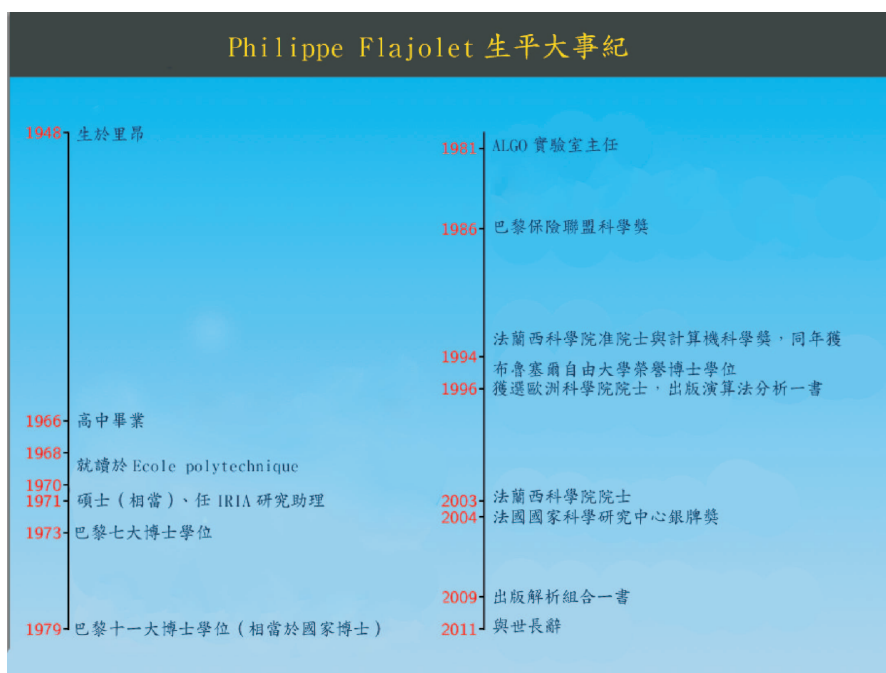 Philippe Flajolet 生平大事紀
1948 生於里昂
1966 高中畢業
1968
就讀於 Ecole polytechnique
1970
1971 碩士（相當）、任 IRIA 研究助理
1973 巴黎七大博士學位
1979 巴黎十一大博士學位（相當於國家博士）
1981 ALGO 實驗室主任
1986 巴黎保險聯盟科學獎
法蘭西科學院准院士與計算機科學獎，同年獲
1994
布魯塞爾自由大學榮譽博士學位
1996 獲選歐洲科學院院士，出版演算法分析一書
2003 法蘭西科學院院士
2004 法國國家科學研究中心銀牌獎
2009 出版解析組合一書
2011 與世長辭